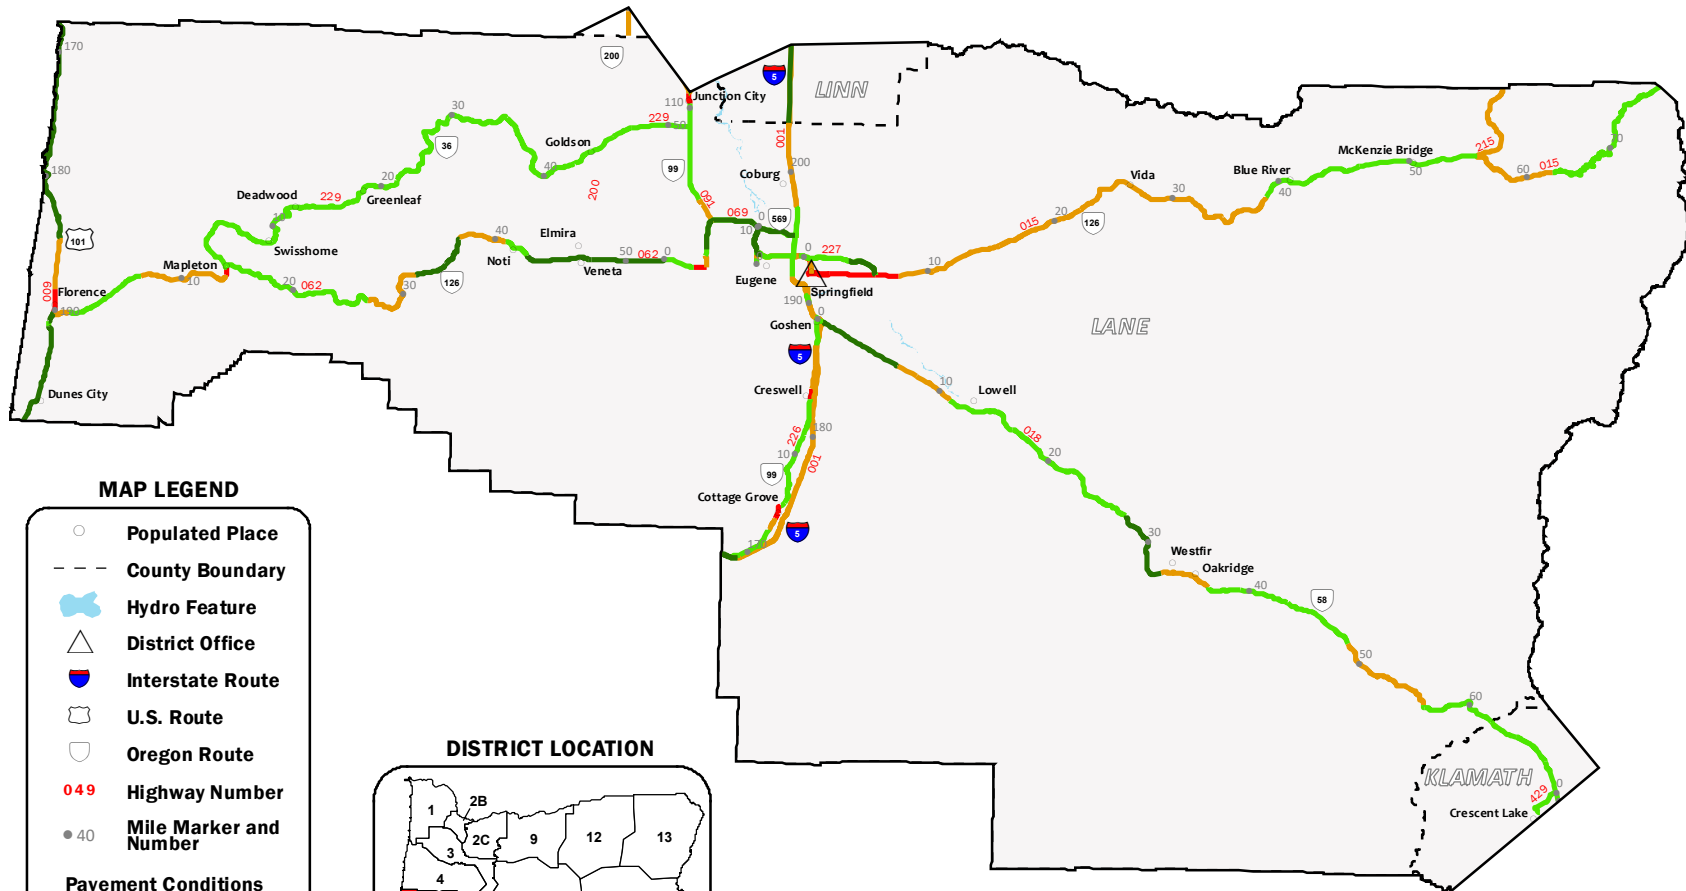 170
200
5
LINN
Junction City
110
30
229
50
36
Goldson
001
99
200
McKenzie Bridge
215
70
180
40
Coburg
Blue River
60
015
50
20
Vida
Deadwood
229
Greenleaf
200
091
30
40
10
069
0
569
20
126
015
101
Swisshome
Elmira
40
10
0
227
Mapleton
Noti
50
062
0
Veneta
Eugene
10
009
Florence
10
20
062
30
126
Springfield
190
190
0
Goshen
LANE
5
Dunes City
Creswell
10
Lowell
180
226
018
10
001
20
99
Cottage Grove
5
170
30
Westfir
Oakridge
40
58
50
60
KLAMATH
0
429
Crescent Lake
MAP LEGEND
Populated Place
County Boundary
Hydro Feature
District Office
Interstate Route
U.S. Route
Oregon Route
049 Highway Number
40 Mile Marker and
Number
Pavement Conditions
DISTRICT LOCATION
1
2B
2C
9
12
13
3
4